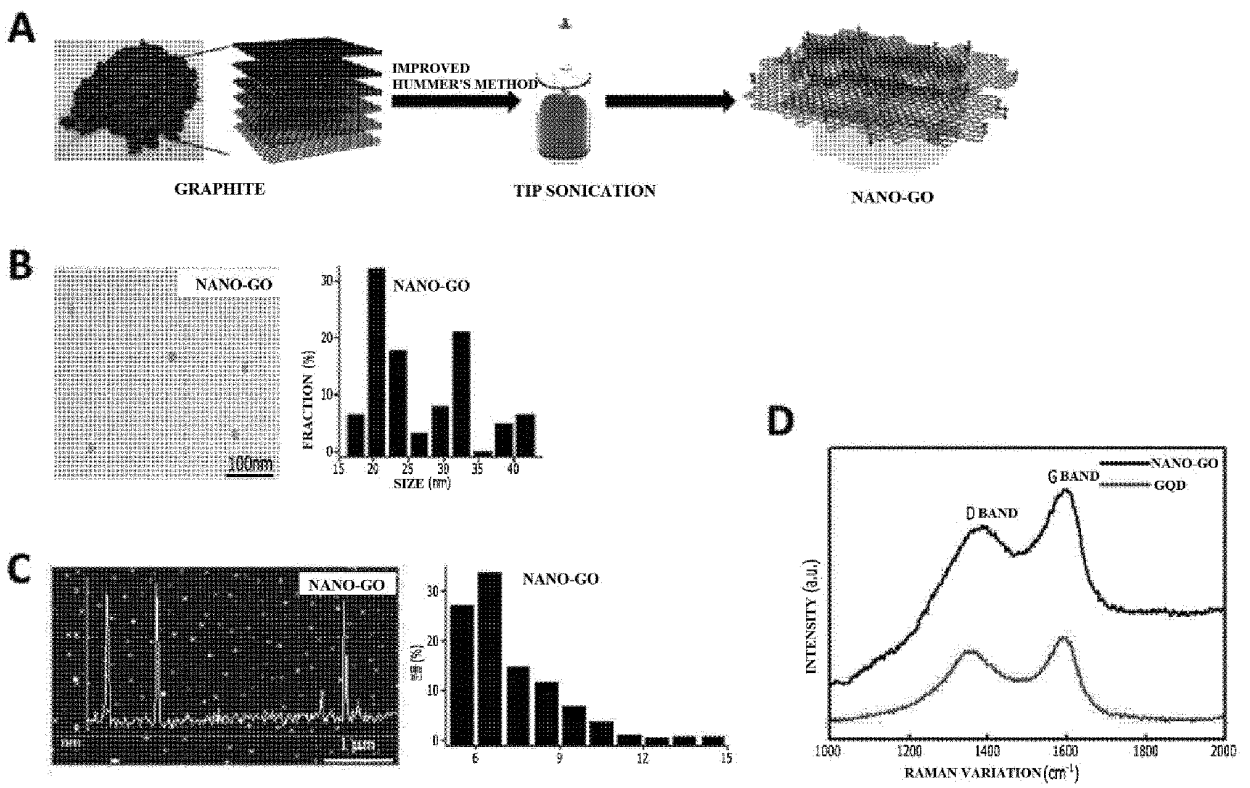 A
IMPROVED
HUMMER'S METHOD
GRAPHITE
TIP SONICATION
NANO-GO
B
NANO-GO
100nm
NANO-GO
FRACTION (%)
30
20
10
0
15 20 25 30 35 40
SIZE (nm)
C
NANO-GO
nm
1 μm
NANO-GO
(%)
30
20
10
0
6 9 12 15
D
NANO-GO
GQD
G BAND
D BAND
INTENSITY (a.u.)
1000 1200 1400 1600 1800 2000
RAMAN VARIATION (cm⁻¹)